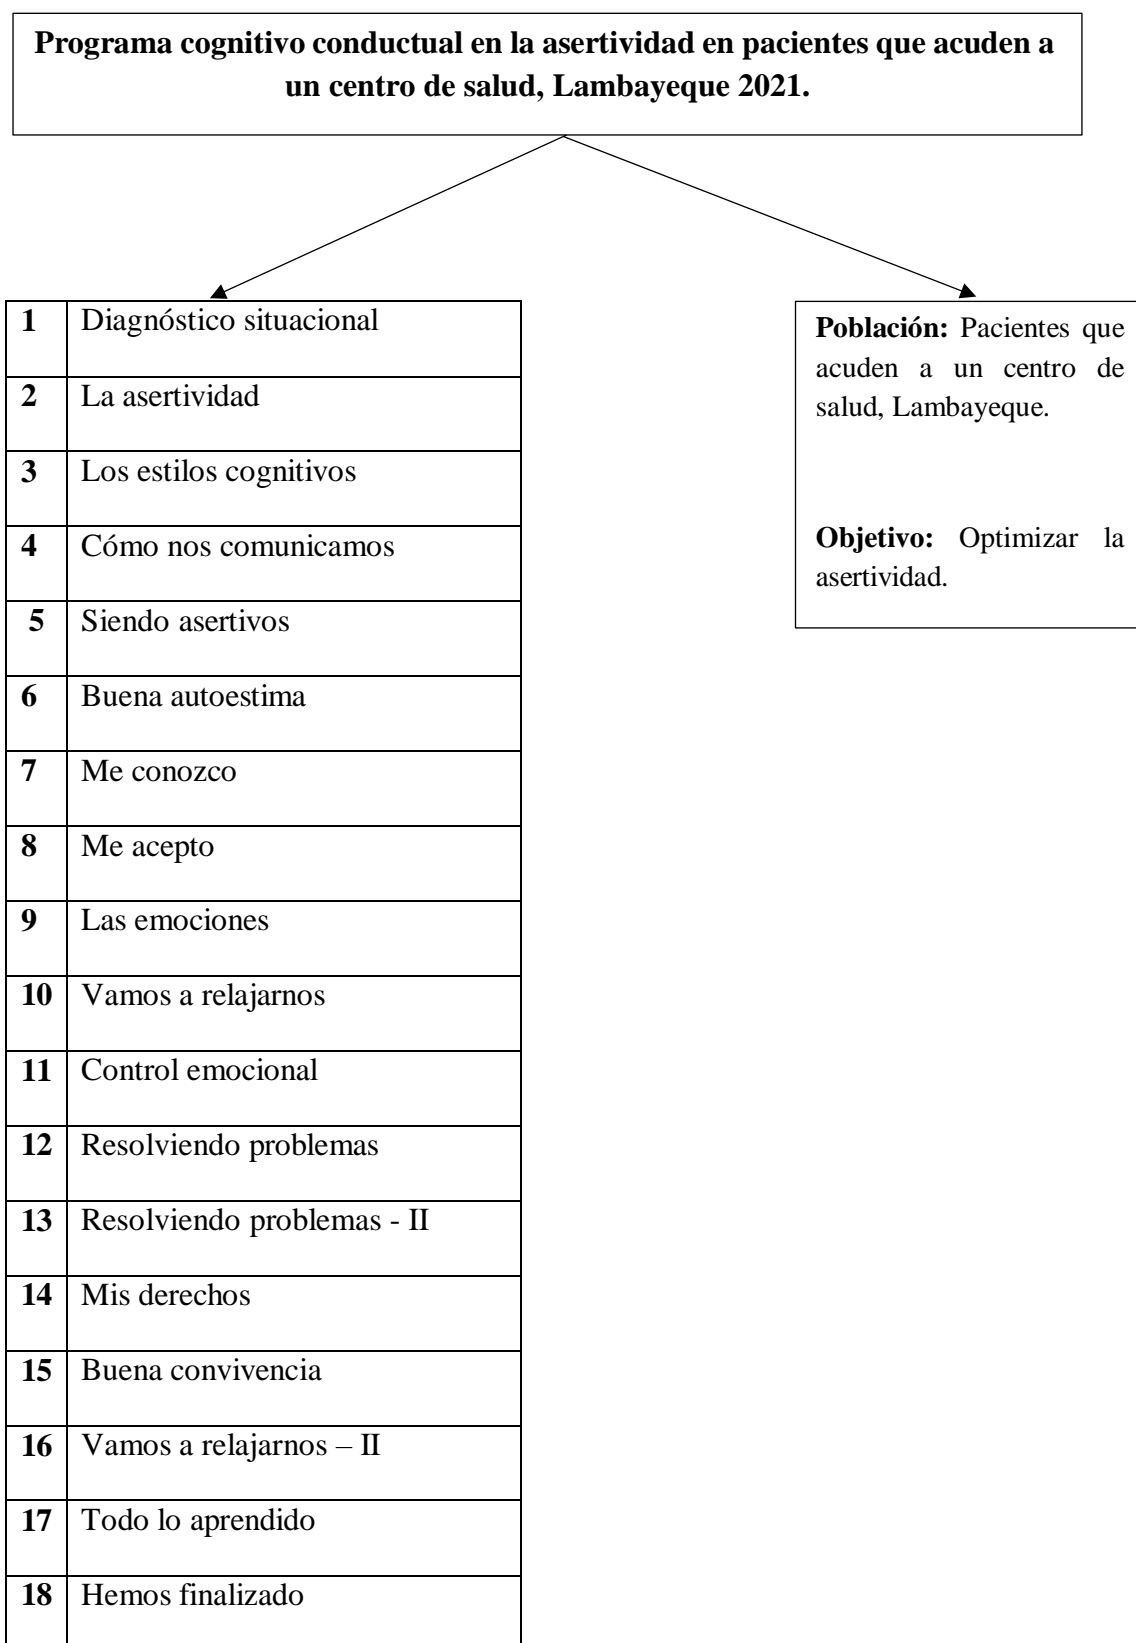 Programa cognitivo conductual en la asertividad en pacientes que acuden a
un centro de salud, Lambayeque 2021.
1 Diagnóstico situacional
2 La asertividad
3 Los estilos cognitivos
4 Cómo nos comunicamos
5 Siendo asertivos
6 Buena autoestima
7 Me conozco
8 Me acepto
9 Las emociones
10 Vamos a relajarnos
11 Control emocional
12 Resolviendo problemas
13 Resolviendo problemas - II
14 Mis derechos
15 Buena convivencia
16 Vamos a relajarnos – II
17 Todo lo aprendido
18 Hemos finalizado
Población: Pacientes que
acuden a un centro de
salud, Lambayeque.
Objetivo: Optimizar la
asertividad.